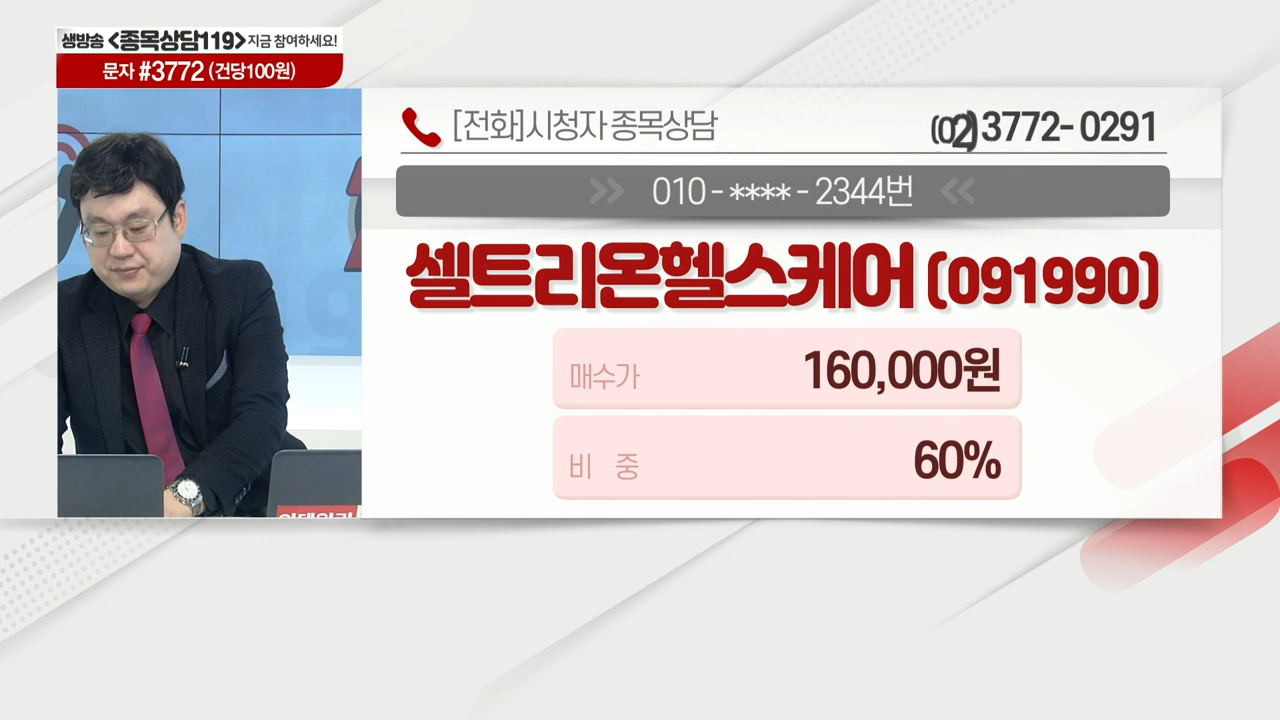 생방송 <종목상담119> 지금 참여하세요!
문자 #3772 (건당100원)
[전화]시청자 종목상담
(02) 3772- 0291
010 - **** - 2344번
셀트리온헬스케어 (091990)
매수가 160,000원
비 중 60%